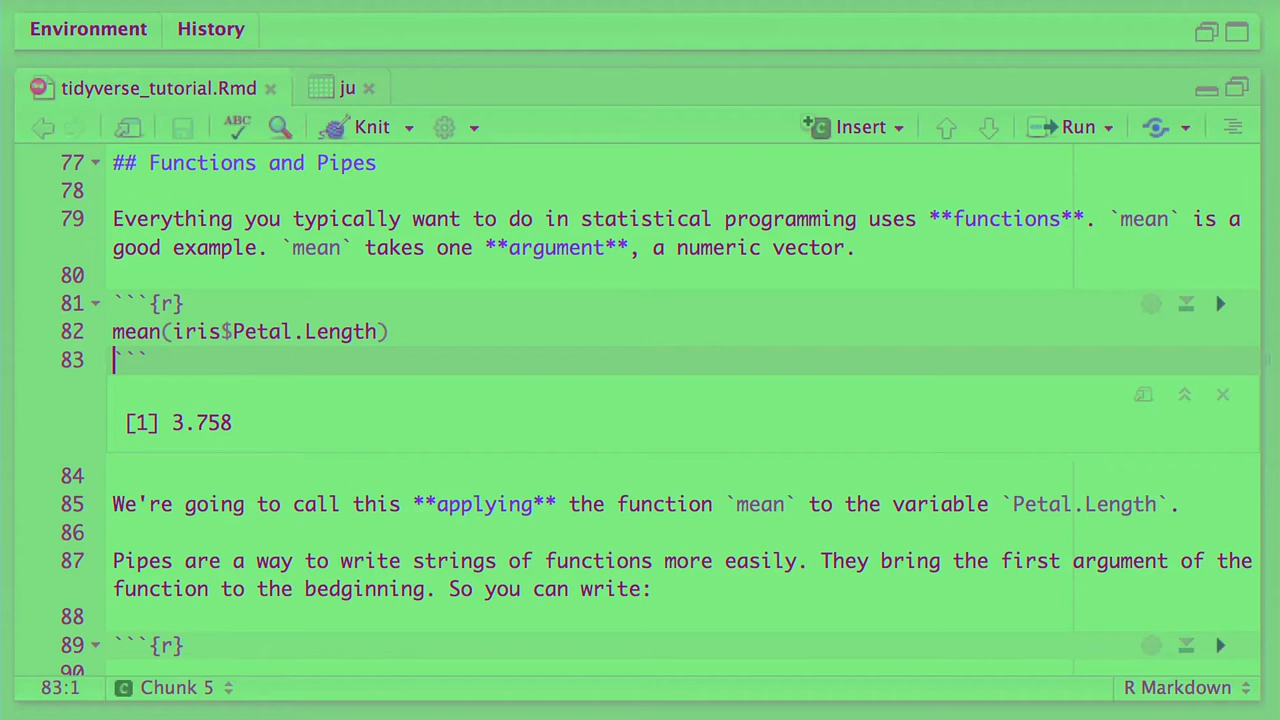 Environment History
tidyverse_tutorial.Rmd ju
ABC Knit Insert Run
77 ## Functions and Pipes
78
79 Everything you typically want to do in statistical programming uses **functions**. `mean` is a
good example. `mean` takes one **argument**, a numeric vector.
80
81 ```{r}
82 mean(iris$Petal.Length)
83 ```
[1] 3.758
84
85 We're going to call this **applying** the function `mean` to the variable `Petal.Length`.
86
87 Pipes are a way to write strings of functions more easily. They bring the first argument of the
function to the bedginning. So you can write:
88
89 ```{r}
90
83:1 C Chunk 5 R Markdown